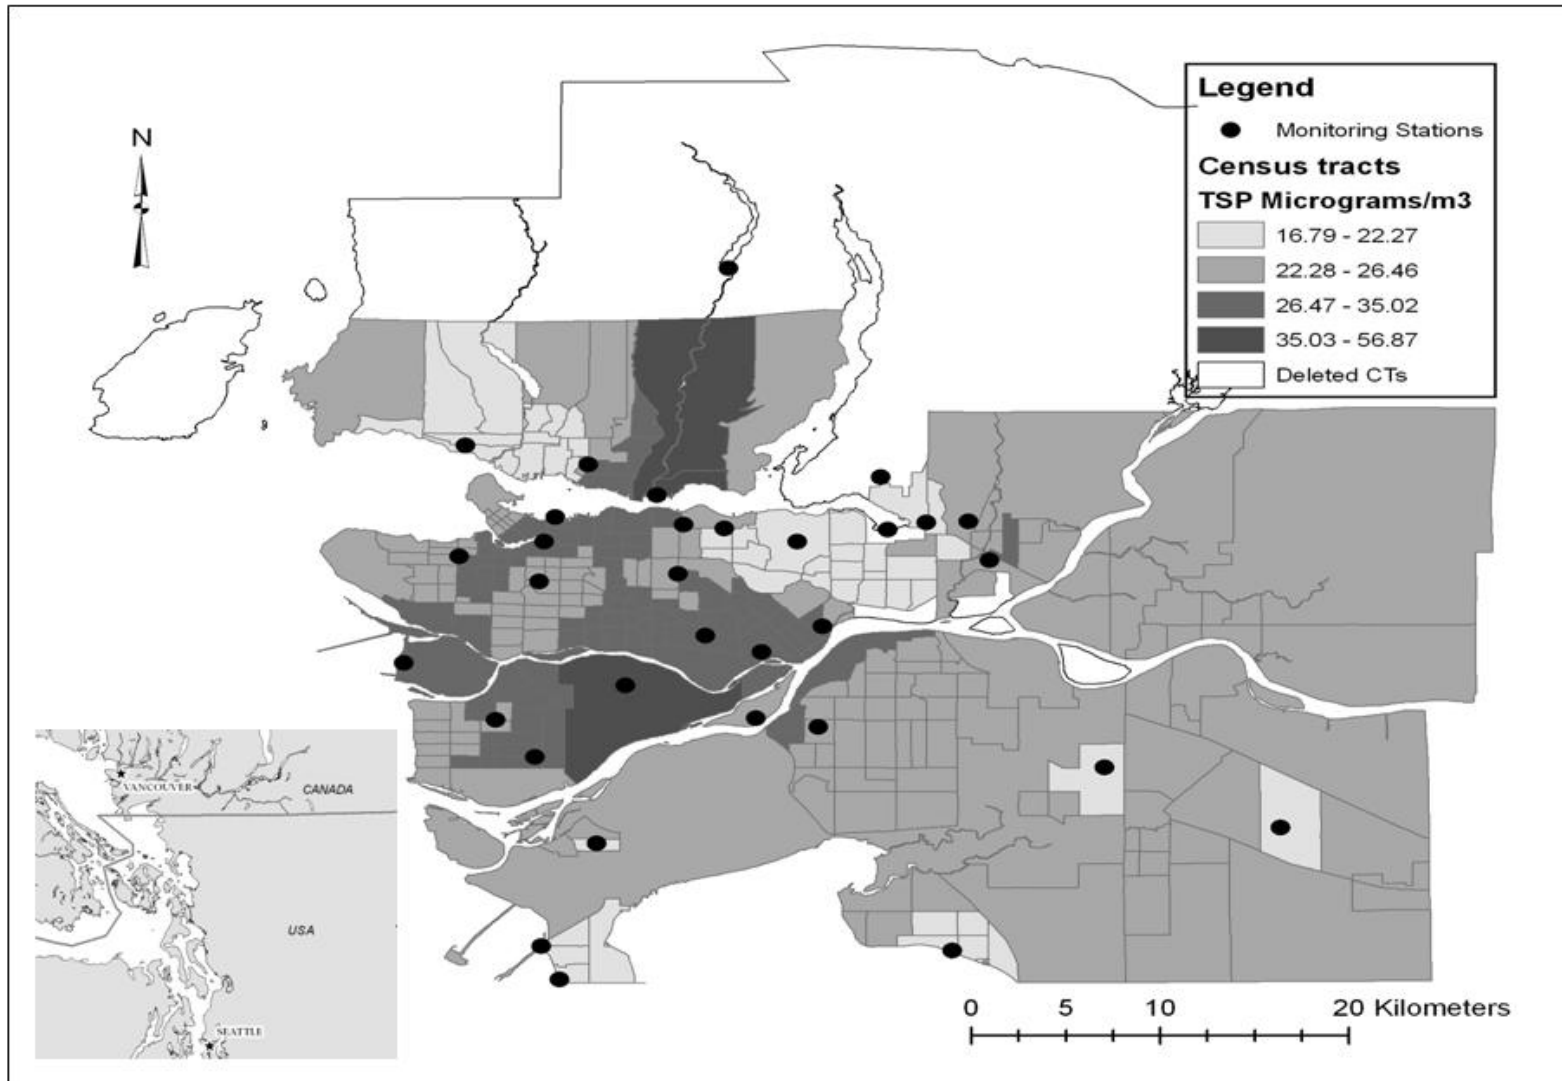 Legend
Monitoring Stations
Census tracts
TSP Micrograms/m3
16.79 - 22.27
22.28 - 26.46
26.47 - 35.02
35.03 - 56.87
Deleted CTs
N
VANCOUVER
CANADA
USA
SEATTLE
0 5 10 20 Kilometers